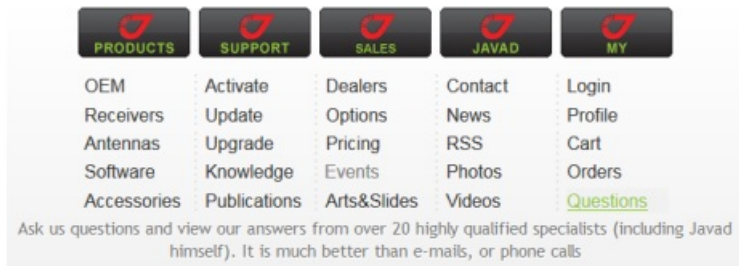 PRODUCTS SUPPORT SALES JAVAD MY
OEM Activate Dealers Contact Login
Receivers Update Options News Profile
Antennas Upgrade Pricing RSS Cart
Software Knowledge Events Photos Orders
Accessories Publications Arts&Slides Videos Questions
Ask us questions and view our answers from over 20 highly qualified specialists (including Javad
himself). It is much better than e-mails, or phone calls